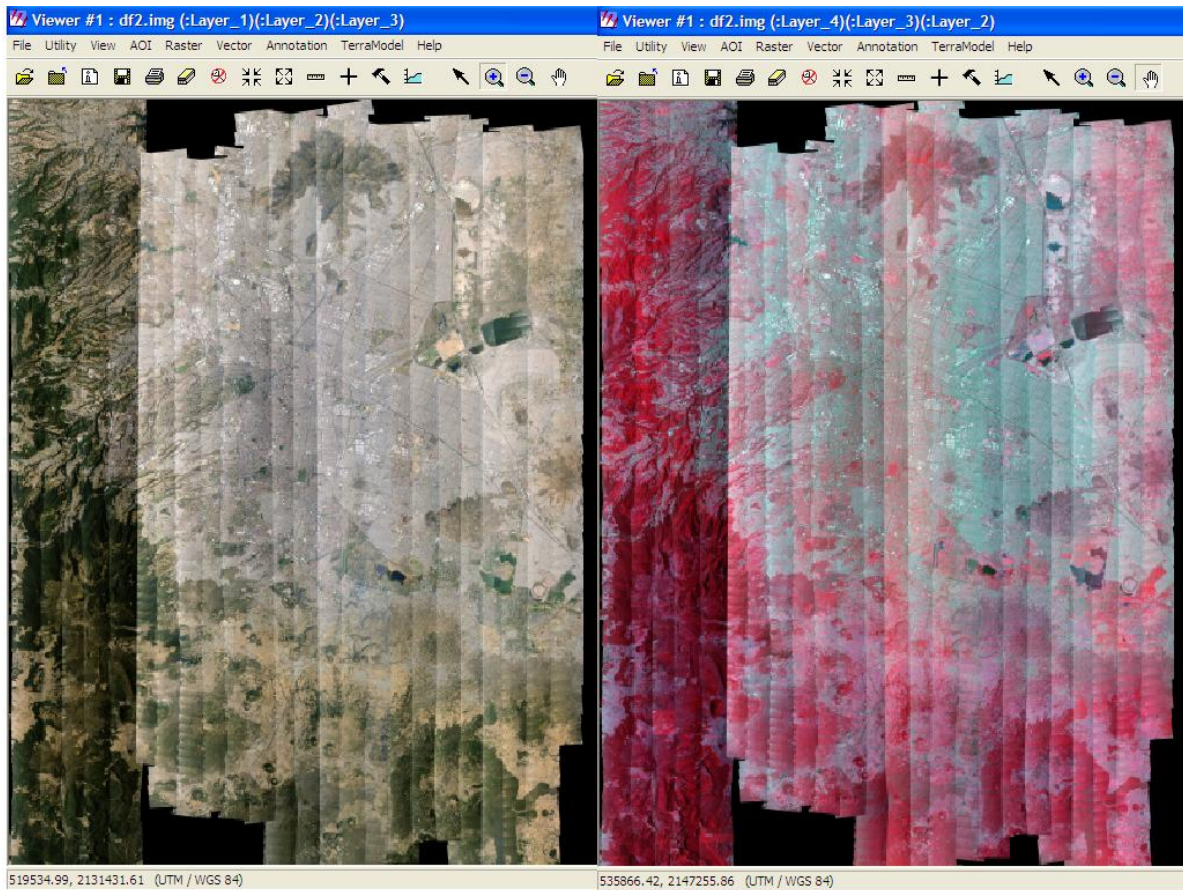 Viewer #1 : df2.img (:Layer_1)(:Layer_2)(:Layer_3)
File Utility View AOI Raster Vector Annotation TerraModel Help
519534.99, 2131431.61 (UTM / WGS 84)
Viewer #1 : df2.img (:Layer_4)(:Layer_3)(:Layer_2)
File Utility View AOI Raster Vector Annotation TerraModel Help
535866.42, 2147255.86 (UTM / WGS 84)